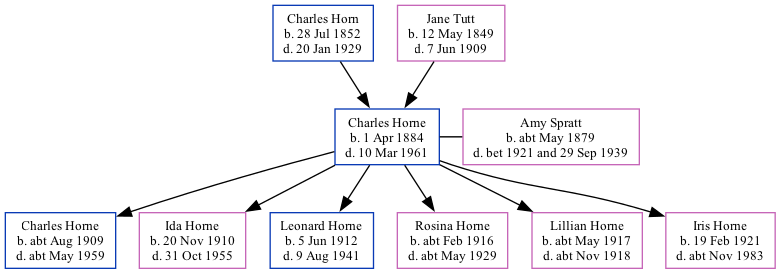 Charles Horn
b. 28 Jul 1852
d. 20 Jan 1929
Jane Tutt
b. 12 May 1849
d. 7 Jun 1909
Charles Horne
b. 1 Apr 1884
d. 10 Mar 1961
Amy Spratt
b. abt May 1879
d. bet 1921 and 29 Sep 1939
Charles Horne
b. abt Aug 1909
d. abt May 1959
Ida Horne
b. 20 Nov 1910
d. 31 Oct 1955
Leonard Horne
b. 5 Jun 1912
d. 9 Aug 1941
Rosina Horne
b. abt Feb 1916
d. abt May 1929
Lillian Horne
b. abt May 1917
d. abt Nov 1918
Iris Horne
b. 19 Feb 1921
d. abt Nov 1983